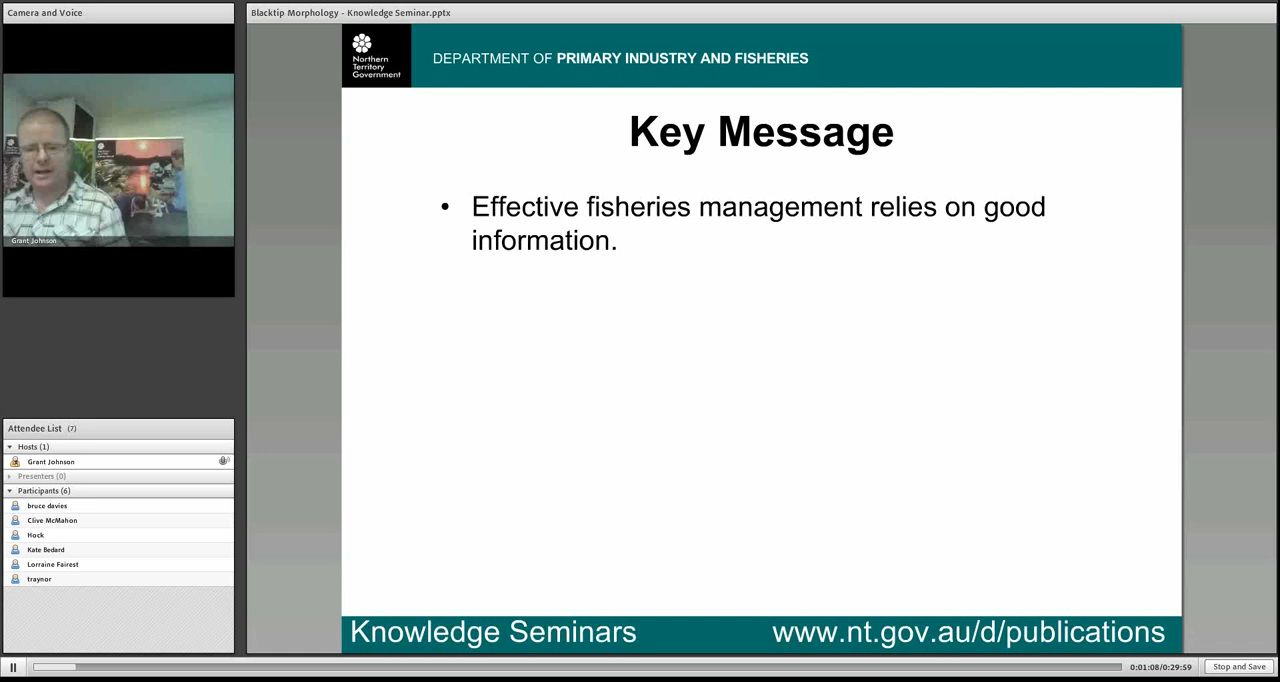 Camera and Voice
Grant Johnson
Attendee List (7)
Hosts (1)
Grant Johnson
Presenters (0)
Participants (6)
bruce davies
Clive McMahon
Hock
Kate Bedard
Lorraine Fairest
traynor
Blacktip Morphology - Knowledge Seminar.pptx
Northern
Territory
Government
DEPARTMENT OF PRIMARY INDUSTRY AND FISHERIES
Key Message
• Effective fisheries management relies on good
information.
Knowledge Seminars
www.nt.gov.au/d/publications
0:01:08/0:29:59
Stop and Save